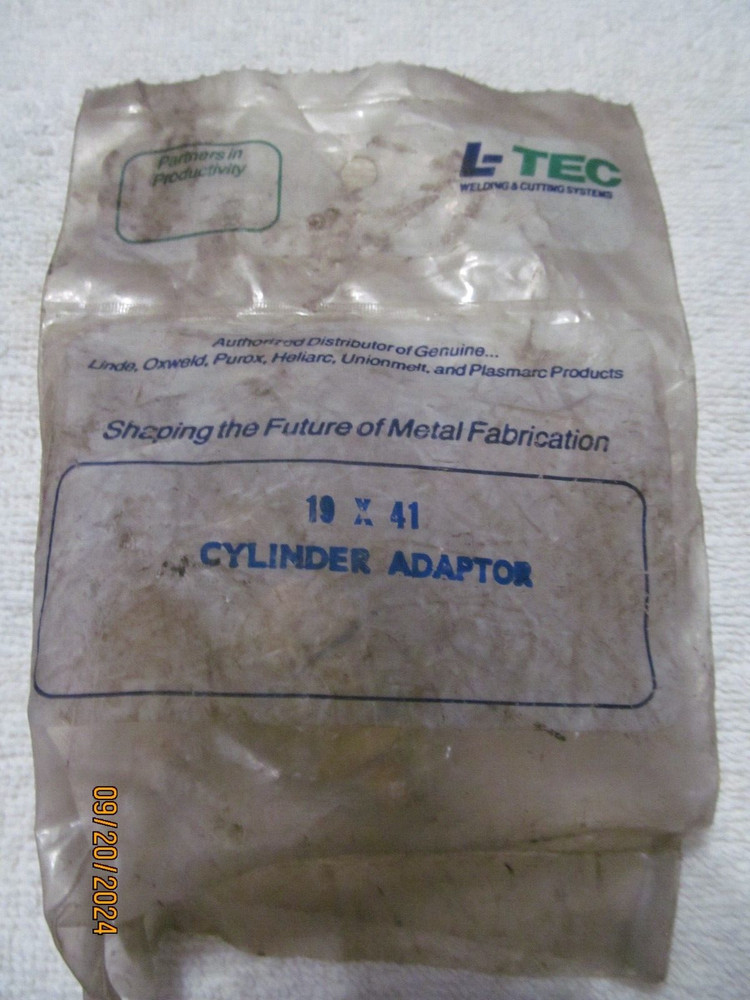 Partners in
Productivity
L-TEC
WELDING & CUTTING SYSTEMS
Authorized Distributor of Genuine...
Linde, Oxweld, Purox, Heliarc, Unionmelt, and Plasmarc Products
Shaping the Future of Metal Fabrication
19 X 41
CYLINDER ADAPTOR
09/20/2024